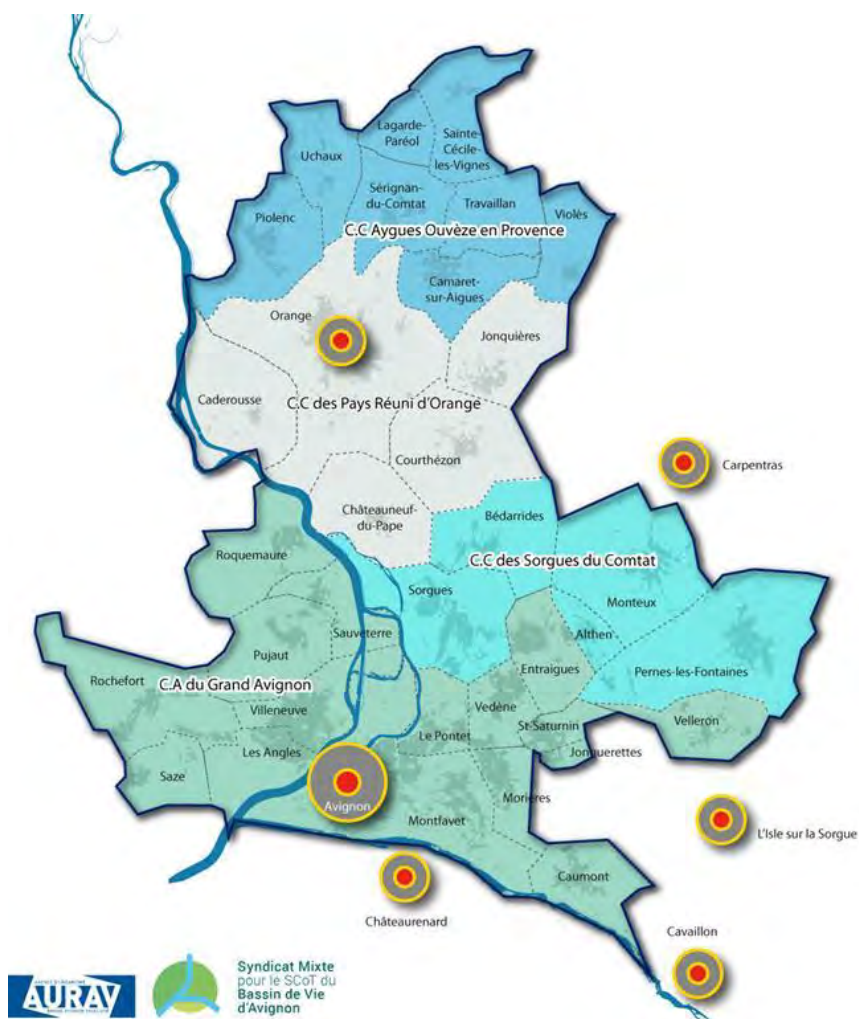 Lagarde-
Paréol
Sainte-
Cécile-
les-Vignes
Uchaux
Sérignan-
du-Comtat
Travaillan
Violès
Piolenc
C.C Aygues Ouvèze en Provence
Camaret-
sur-Aigues
Orange
Jonquières
Caderousse
C.C des Pays Réuni d'Orange
Courthézon
Carpentras
Châteauneuf-
du-Pape
Bédarrides
Roquemaure
C.C des Sorgues du Comtat
Sorgues
Monteux
Sauveterre
Althen
Pujaut
Entraigues
Pernes-les-Fontaines
Rochefort
C.A du Grand Avignon
Villeneuve
Vedène
Velleron
Le Pontet
St-Saturnin
Les Angles
Jonquerettes
Saze
Morières
Avignon
Montfavet
L'Isle sur la Sorgue
Caumont
Châteaurenard
Cavaillon
AURAV
Syndicat Mixte
pour le SCoT du
Bassin de Vie
d'Avignon